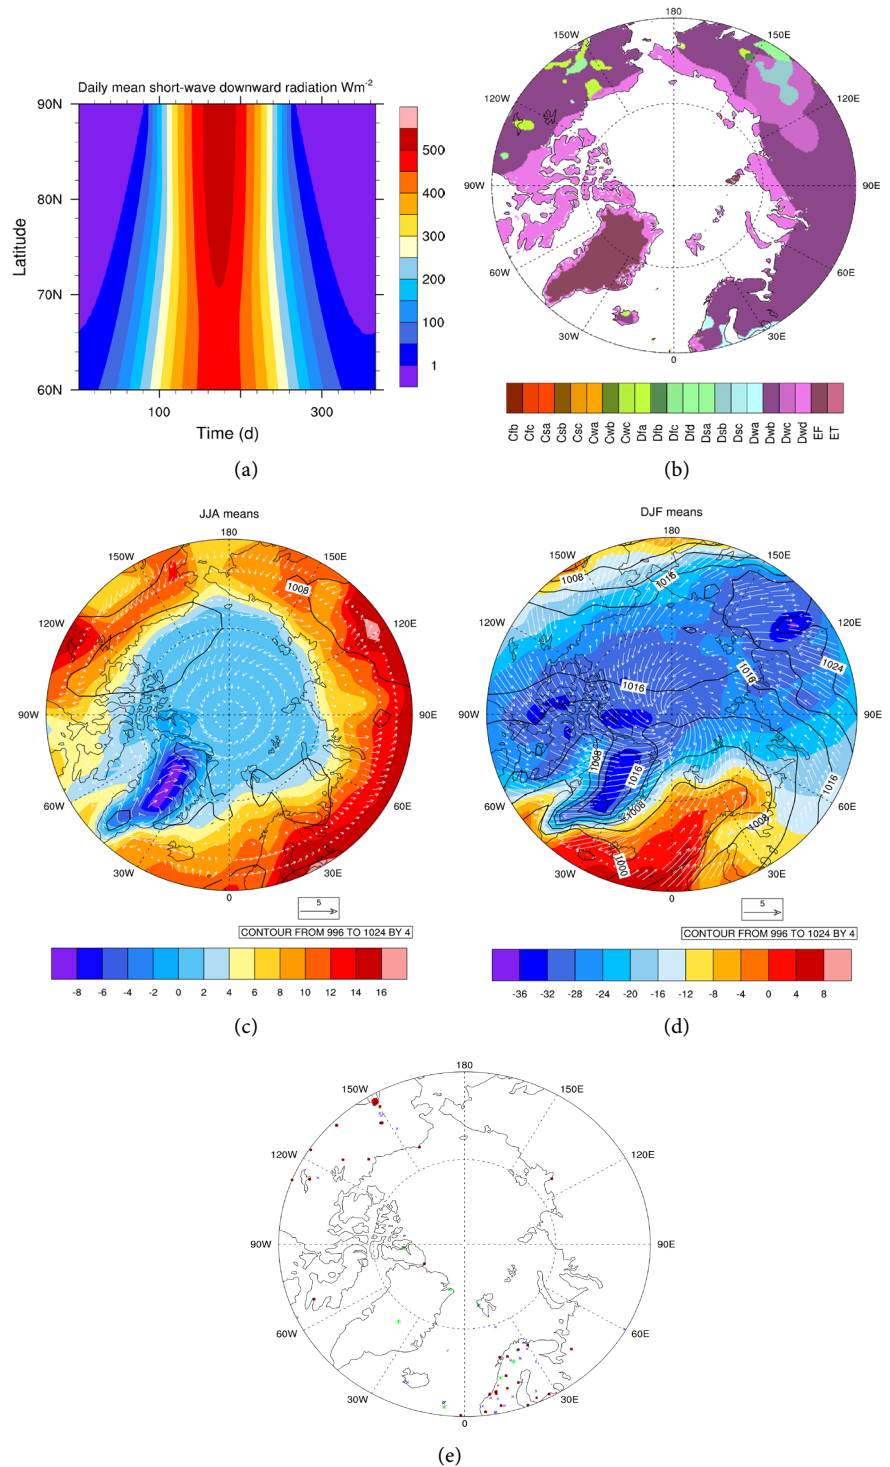 Daily mean short-wave downward radiation Wm-2
90N
80N
70N
60N
Latitude
100
300
Time (d)
500
400
300
200
100
1
(a)
180
150E
120W
120E
90W
90E
60W
60E
30W
30E
0
Cfb
Cfc
Csa
Csb
Csc
Cwa
Cwb
Cwc
Dfa
Dfb
Dfc
Dfd
Dsa
Dsb
Dsc
Dwa
Dwb
Dwc
Dwd
EF
ET
(b)
JJA means
180
150W
150E
1008
120W
120E
90W
90E
60W
60E
30W
30E
0
5
CONTOUR FROM 996 TO 1024 BY 4
-8 -6 -4 -2 0 2 4 6 8 10 12 14 16
(c)
DJF means
180
150W
150E
1008
1016
120W
120E
1024
1016
1016
90W
90E
1008
1016
1016
60W
60E
1008
1008
1000
30W
30E
0
5
CONTOUR FROM 996 TO 1024 BY 4
-36 -32 -28 -24 -20 -16 -12 -8 -4 0 4 8
(d)
180
150W
150E
120W
120E
90W
90E
60W
60E
30W
30E
0
(e)